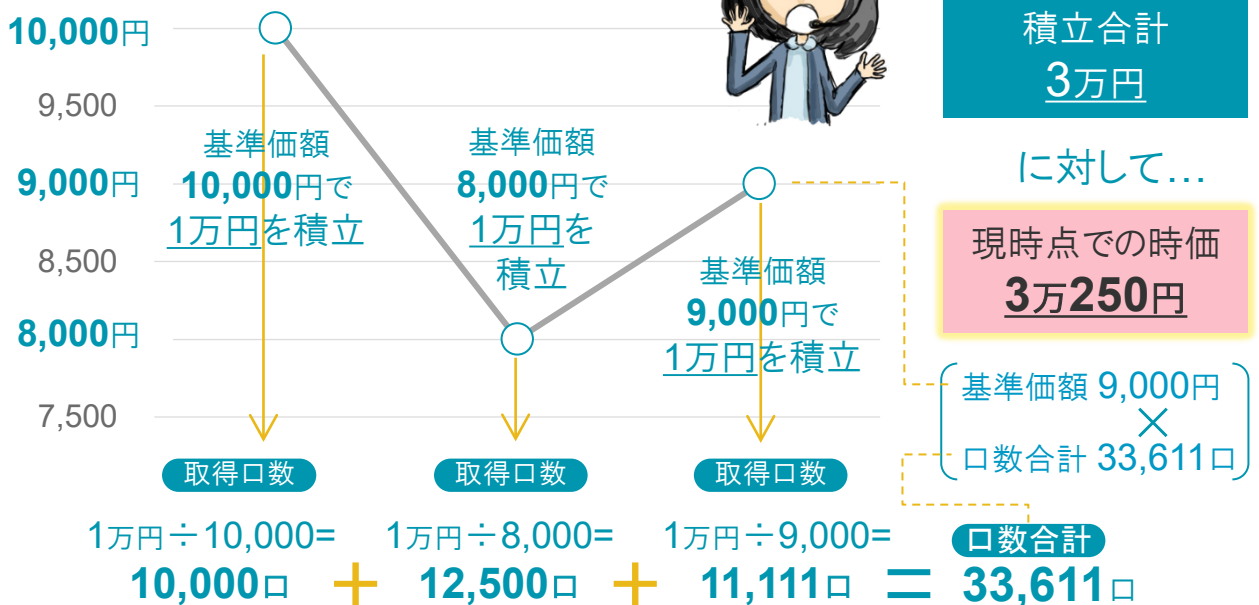 10,000円
9,500
9,000円
8,500
8,000円
7,500
基準価額
10,000円で
1万円を積立
基準価額
8,000円で
1万円を
積立
基準価額
9,000円で
1万円を積立
積立合計
3万円
に対して…
現時点での時価
3万250円
基準価額 9,000円
×
口数合計 33,611口
取得口数
取得口数
取得口数
1万円÷10,000=
1万円÷8,000=
1万円÷9,000=
口数合計
10,000口 + 12,500口 + 11,111口 = 33,611口